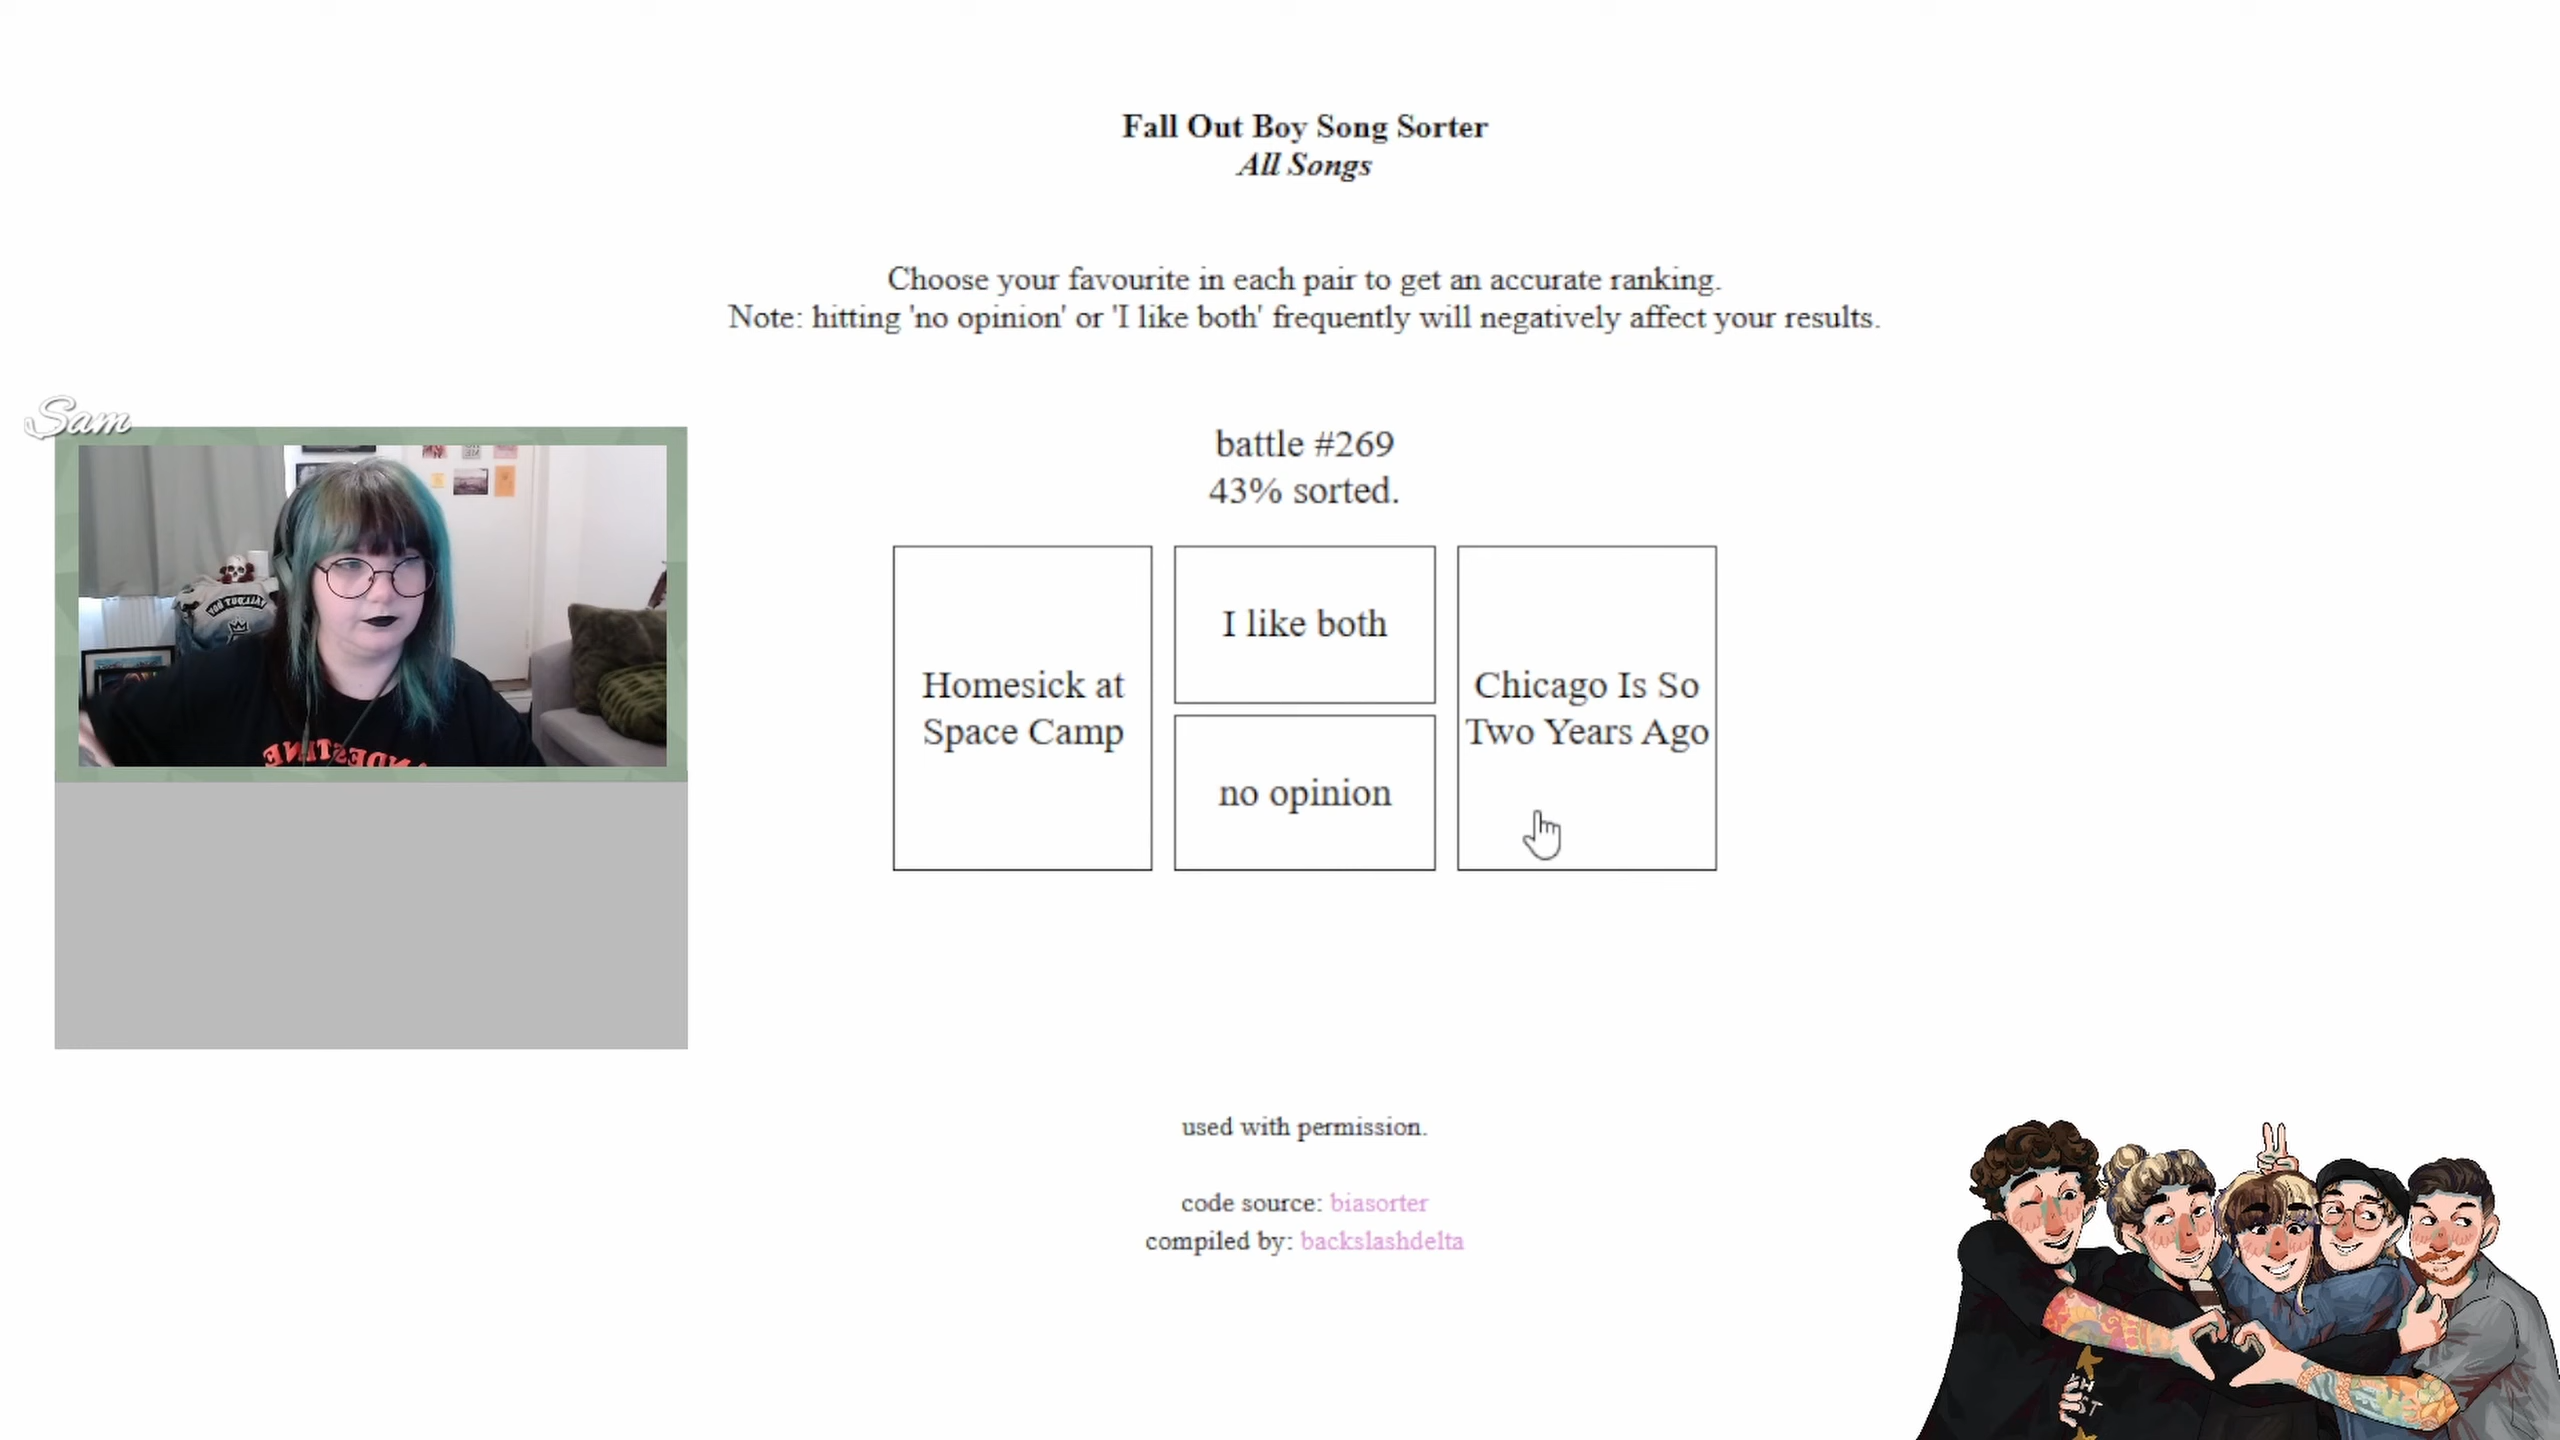 Fall Out Boy Song Sorter
All Songs
Choose your favourite in each pair to get an accurate ranking.
Note: hitting 'no opinion' or 'I like both' frequently will negatively affect your results.
Sam
battle #269
43% sorted.
Homesick at
Space Camp
I like both
no opinion
Chicago Is So
Two Years Ago
used with permission.
code source: biasorter
compiled by: backslashdelta